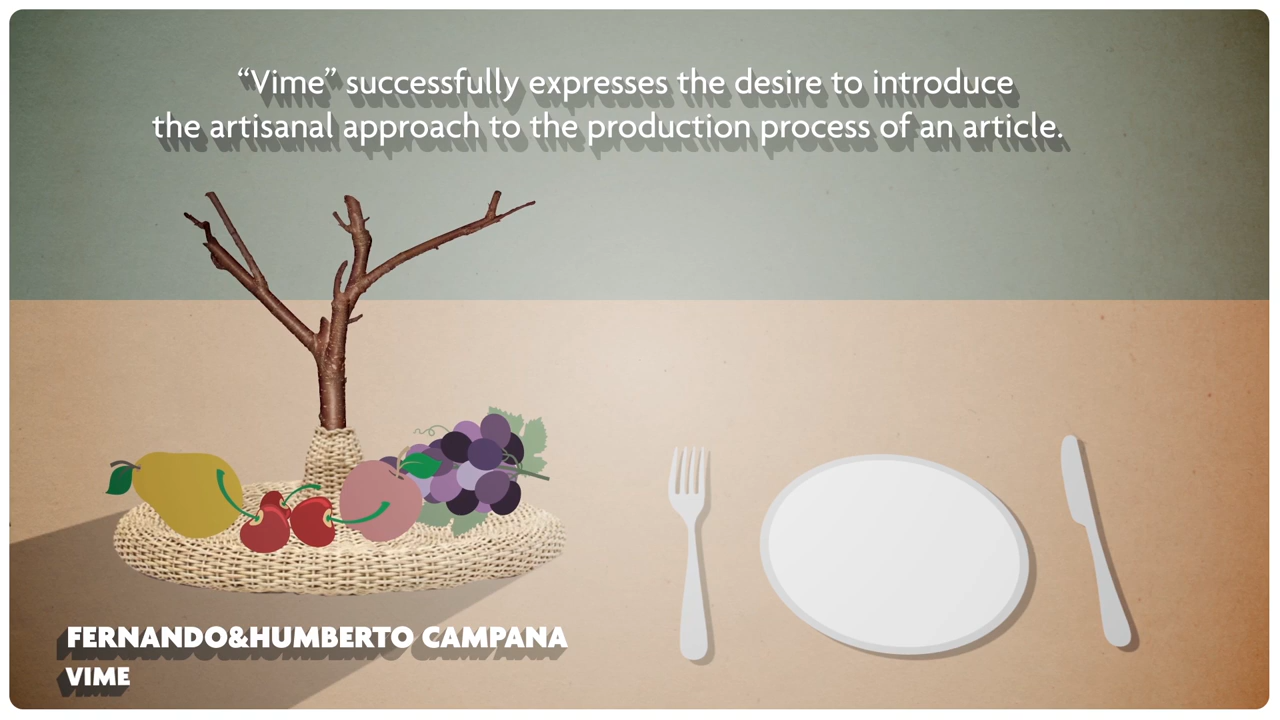 “Vime” successfully expresses the desire to introduce
the artisanal approach to the production process of an article.
FERNANDO&HUMBERTO CAMPANA
VIME